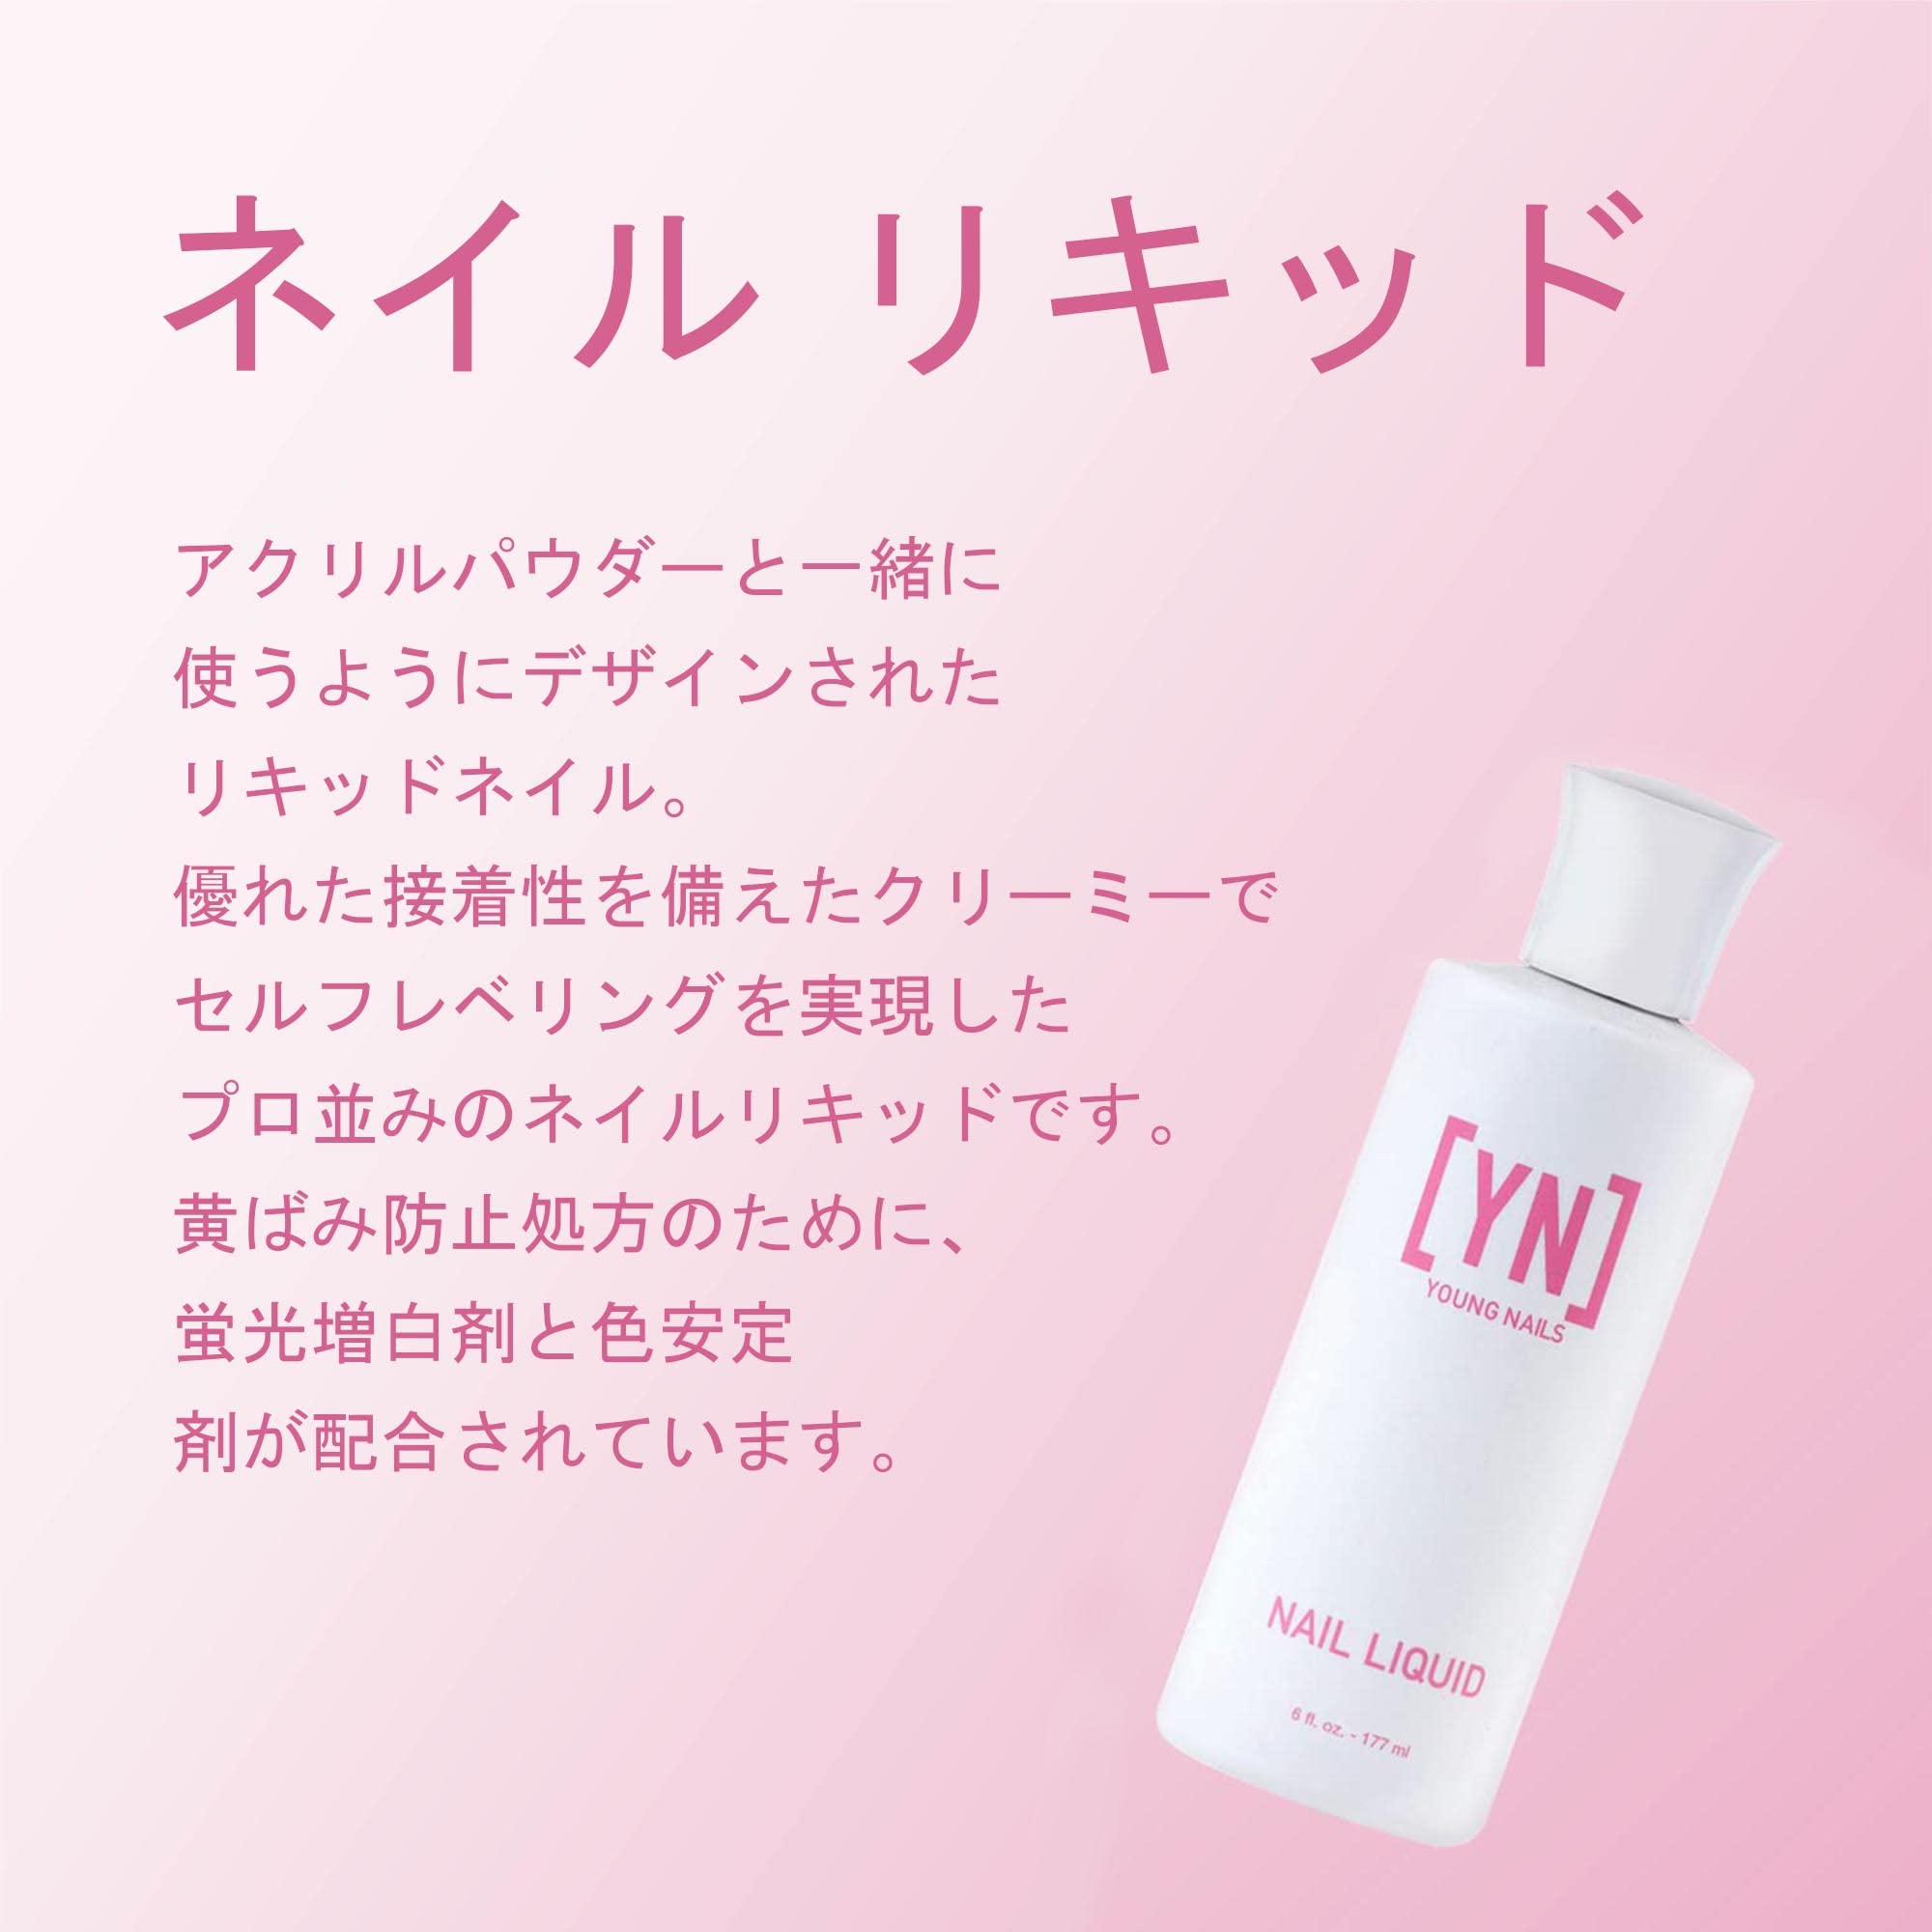 ネイル リキッド
アクリルパウダーと一緒に
使うようにデザインされた
リキッドネイル。
優れた接着性を備えたクリーミーで
セルフレベリングを実現した
プロ並みのネイルリキッドです。
黄ばみ防止処方のために、
蛍光増白剤と色安定
剤が配合されています。
[YN]
YOUNG NAILS
NAIL LIQUID
6 fl. oz. - 177 ml